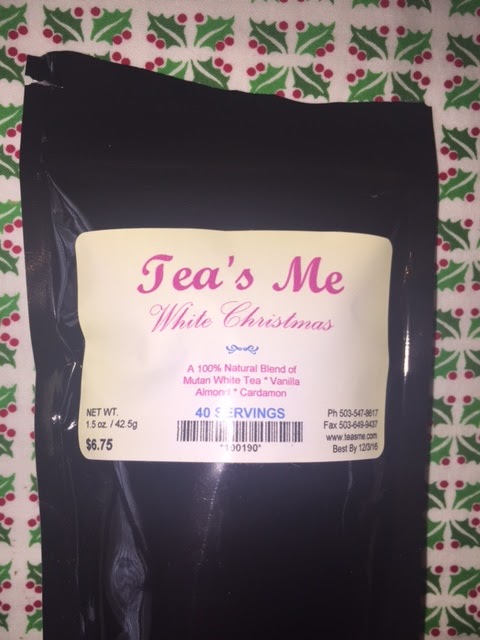 Tea's Me
White Christmas
A 100% Natural Blend of
Mutan White Tea * Vanilla
Almond * Cardamon
40 SERVINGS
NET WT.
1.5 oz. / 42.5g
$6.75
*100190*
Ph 503-547-8617
Fax 503-649-9437
www.teasme.com
Best By 12/3/16